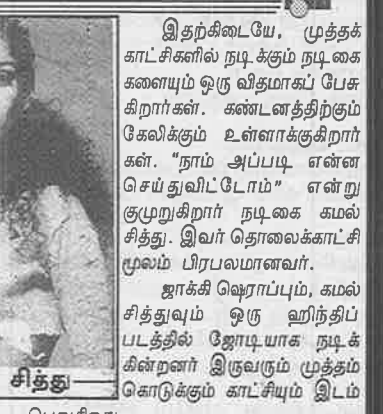 இதற்கிடையே, முத்தக்
காட்சிகளில் நடிக்கும் நடிகை
களையும் ஒரு விதமாகப் பேசு
கிறார்கள். கண்டனத்திற்கும்
கேலிக்கும் உள்ளாக்குகிறார்
கள். “நாம் அப்படி என்ன
செய்துவிட்டோம்” என்று
குமுறுகிறார் நடிகை கமல்
சித்து. இவர் தொலைக்காட்சி
மூலம் பிரபலமானவர்.
ஜாக்கி ஷெராப்பும், கமல்
சித்துவும் ஒரு ஹிந்திப்
படத்தில் ஜோடியாக நடிக்
கின்றனர் இருவரும் முத்தம்
கொடுக்கும் காட்சியும் இடம்
சித்து